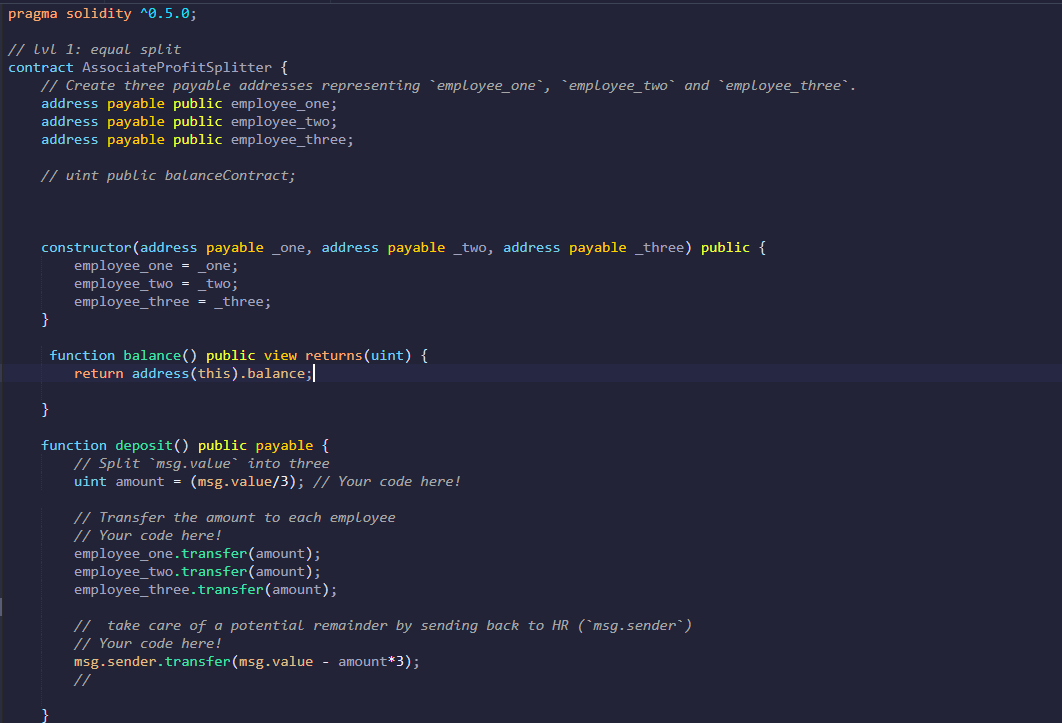 pragma solidity ^0.5.0;
// lvl 1: equal split
contract AssociateProfitSplitter {
// Create three payable addresses representing `employee_one`, `employee_two` and `employee_three`.
address payable public employee_one;
address payable public employee_two;
address payable public employee_three;
// uint public balanceContract;
constructor(address payable _one, address payable _two, address payable _three) public {
employee_one = _one;
employee_two = _two;
employee_three = _three;
}
function balance() public view returns(uint) {
return address(this).balance;
}
function deposit() public payable {
// Split `msg.value` into three
uint amount = (msg.value/3); // Your code here!
// Transfer the amount to each employee
// Your code here!
employee_one.transfer(amount);
employee_two.transfer(amount);
employee_three.transfer(amount);
//  take care of a potential remainder by sending back to HR (`msg.sender`)
// Your code here!
msg.sender.transfer(msg.value - amount*3);
//
}